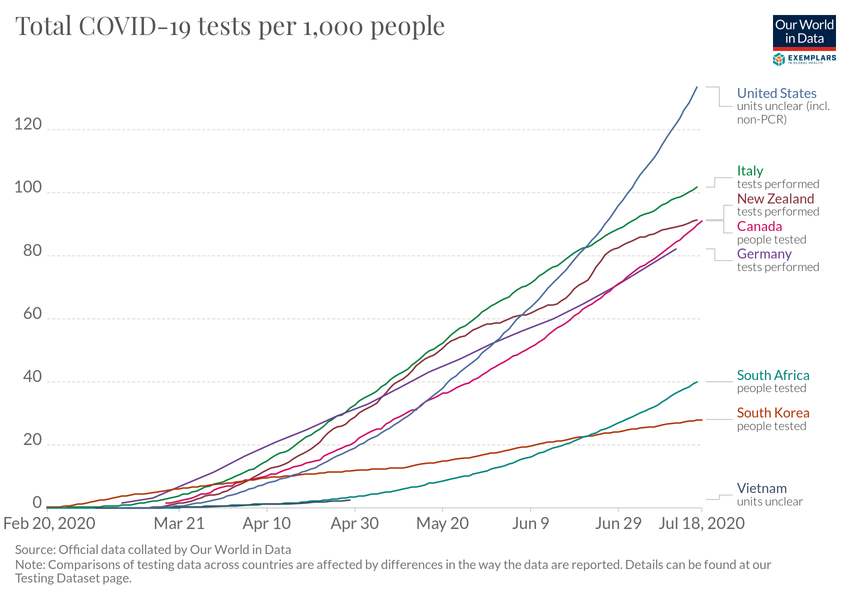 Total COVID-19 tests per 1,000 people
Our World
in Data
EXEMPLARS
IN GLOBAL HEALTH
United States
units unclear (incl.
non-PCR)
Italy
tests performed
New Zealand
tests performed
Canada
people tested
Germany
tests performed
South Africa
people tested
South Korea
people tested
Vietnam
units unclear
120
100
80
60
40
20
0
Feb 20, 2020
Mar 21
Apr 10
Apr 30
May 20
Jun 9
Jun 29
Jul 18, 2020
Source: Official data collated by Our World in Data
Note: Comparisons of testing data across countries are affected by differences in the way the data are reported. Details can be found at our
Testing Dataset page.